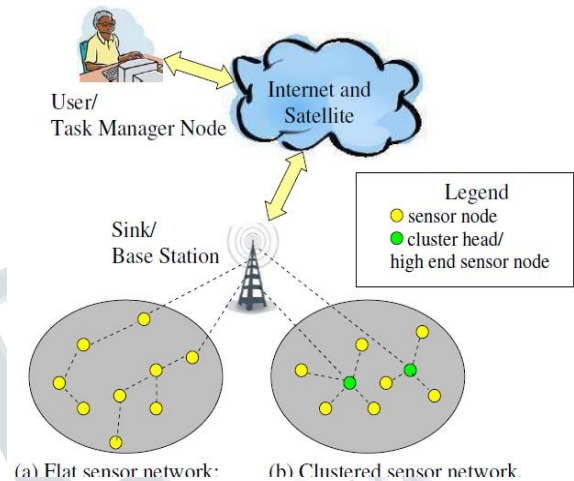 User/
Task Manager Node
Internet and
Satellite
Legend
sensor node
cluster head/
high end sensor node
Sink/
Base Station
(a) Flat sensor network;
(b) Clustered sensor network.